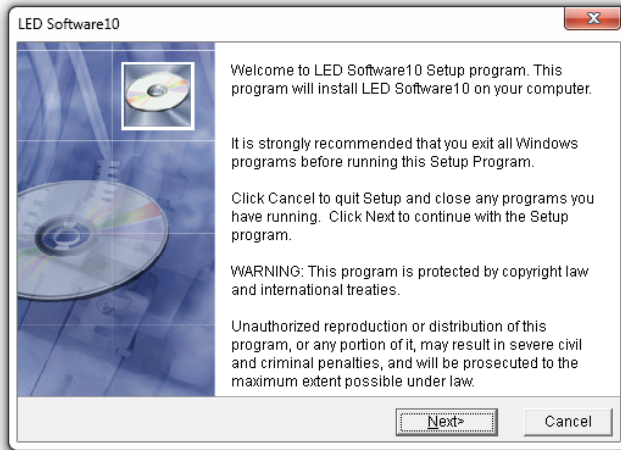 LED Software10
Welcome to LED Software10 Setup program. This
program will install LED Software10 on your computer.
It is strongly recommended that you exit all Windows
programs before running this Setup Program.
Click Cancel to quit Setup and close any programs you
have running. Click Next to continue with the Setup
program.
WARNING: This program is protected by copyright law
and international treaties.
Unauthorized reproduction or distribution of this
program, or any portion of it, may result in severe civil
and criminal penalties, and will be prosecuted to the
maximum extent possible under law.
Next>
Cancel